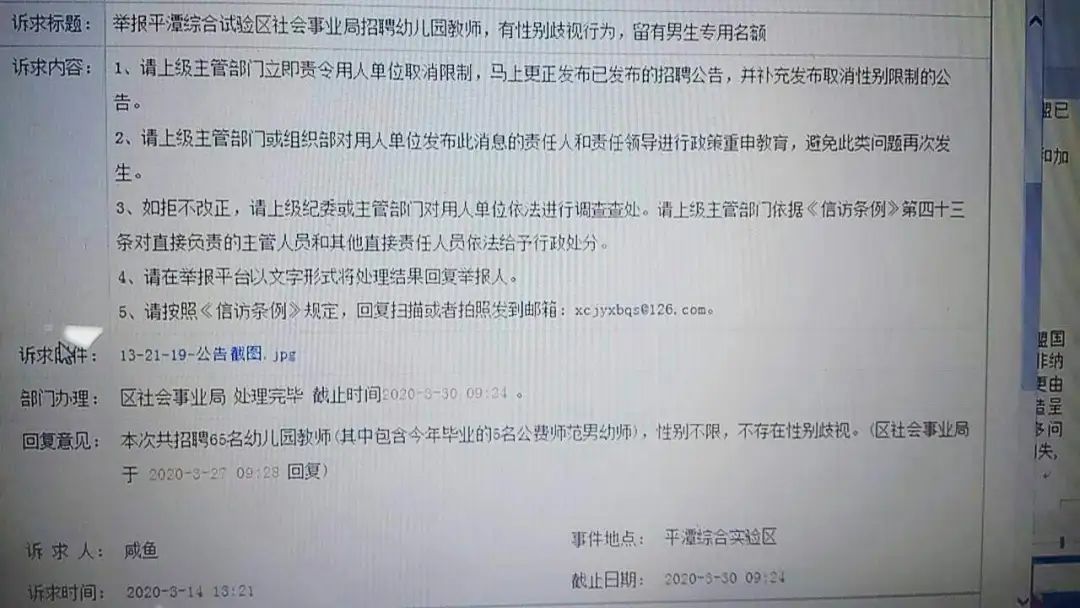 诉求标题： 举报平潭综合试验区社会事业局招聘幼儿园教师，有性别歧视行为，留有男生专用名额
诉求内容： 1、请上级主管部门立即责令用人单位取消限制，马上更正发布已发布的招聘公告，并补充发布取消性别限制的公
告。
2、请上级主管部门或组织部对用人单位发布此消息的责任人和责任领导进行政策重申教育，避免此类问题再次发
生。
3、如拒不改正，请上级纪委或主管部门对用人单位依法进行调查查处。请上级主管部门依据《信访条例》第四十三
条对直接负责的主管人员和其他直接责任人员依法给予行政处分。
4、请在举报平台以文字形式将处理结果回复举报人。
5、请按照《信访条例》规定，回复扫描或者拍照发到邮箱：xcjyxbqs@126.com。
诉求 件： 13-21-19-公告截图.jpg
部门办理： 区社会事业局 处理完毕 截止时间2020-3-30 09:24 。
回复意见： 本次共招聘65名幼儿园教师(其中包含今年毕业的5名公费师范男幼师)，性别不限，不存在性别歧视。(区社会事业局
于 2020-3-27 09:28 回复)
诉 求 人： 咸鱼 事件地点： 平潭综合实验区
诉求时间： 2020-3-14 13:21 截止日期： 2020-3-30 09:24
盟已
和加
盟国
非纳
更由
结呈
多问
失,